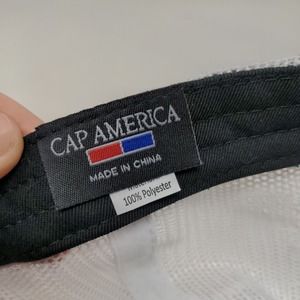 CAP AMERICA
MADE IN CHINA
100% Polyester